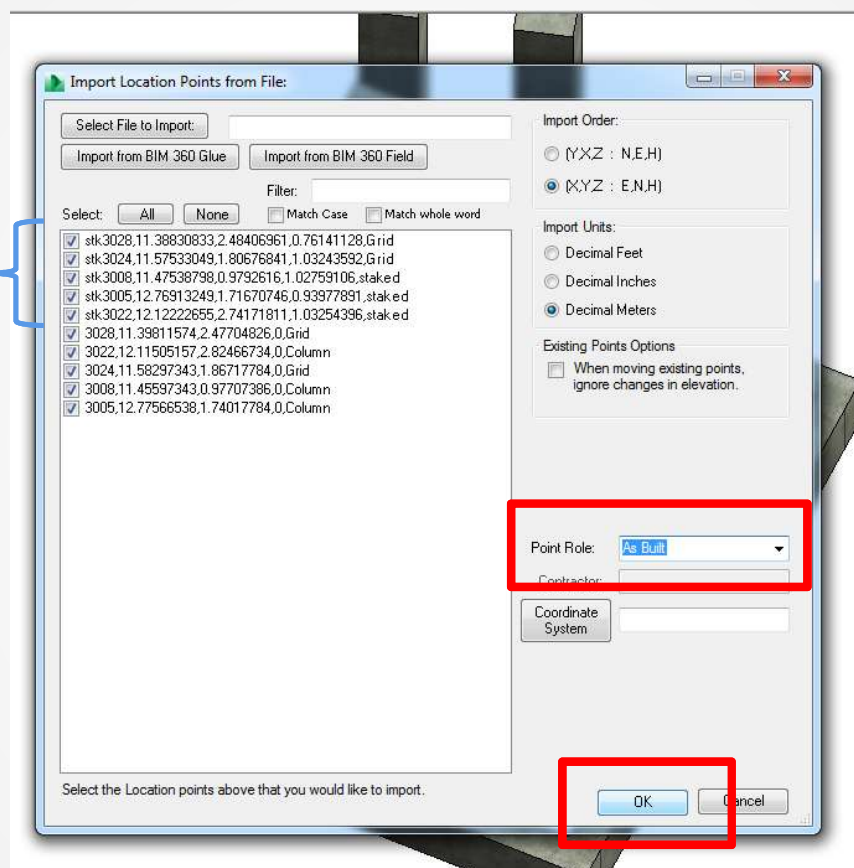 Import Location Points from File:
Select File to Import:
Import from BIM 360 Glue Import from BIM 360 Field
Filter:
Select: All None Match Case Match whole word
stk3028,11.38830833,2.48406961,0.76141128,Grid
stk3024,11.57533049,1.80676841,1.03243592,Grid
stk3008,11.47538798,0.9792616,1.02759106,staked
stk3005,12.76913249,1.71670746,0.93977891,staked
stk3022,12.12222655,2.74171811,1.03254396,staked
3028,11.39811574,2.47704826,0,Grid
3022,12.11505157,2.82466734,0,Column
3024,11.58297343,1.86717784,0,Grid
3008,11.45597343,0.97707386,0,Column
3005,12.77566538,1.74017784,0,Column
Import Order:
(Y,X,Z : N,E,H)
(X,Y,Z : E,N,H)
Import Units:
Decimal Feet
Decimal Inches
Decimal Meters
Existing Points Options
When moving existing points,
ignore changes in elevation.
Point Role: As Built
Contractor:
Coordinate
System
Select the Location points above that you would like to import.
OK Cancel